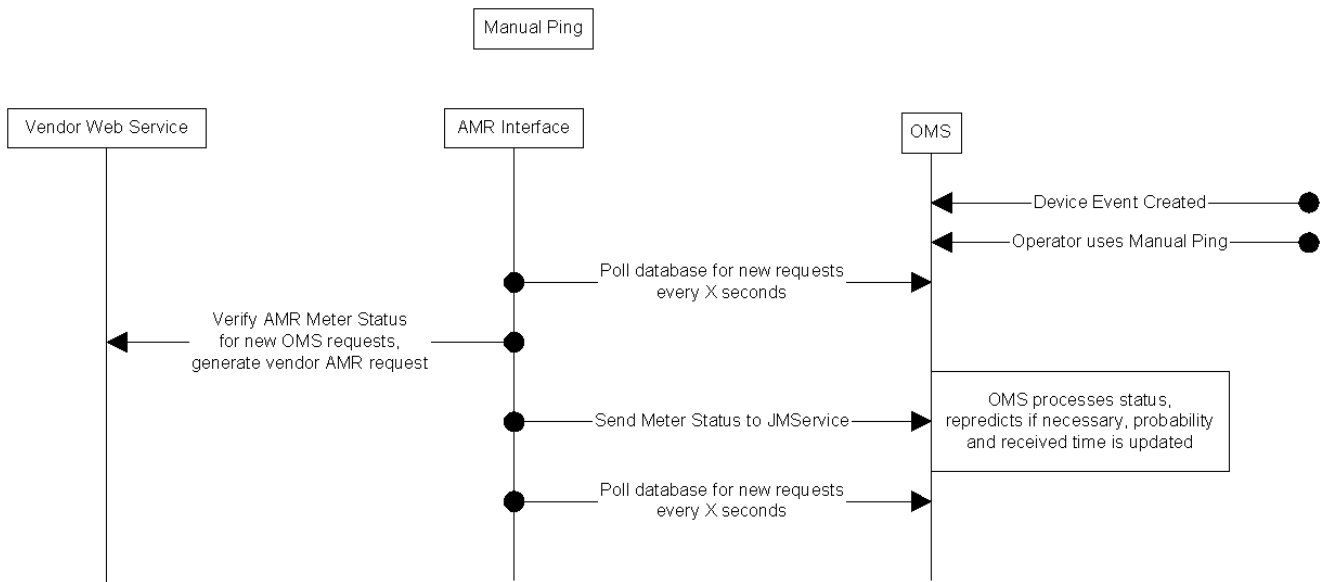 Manual Ping
Vendor Web Service
AMR Interface
OMS
Device Event Created
Operator uses Manual Ping
Poll database for new requests
every X seconds
Verify AMR Meter Status
for new OMS requests,
generate vendor AMR request
Send Meter Status to JMService
OMS processes status,
repredicts if necessary, probability
and received time is updated
Poll database for new requests
every X seconds